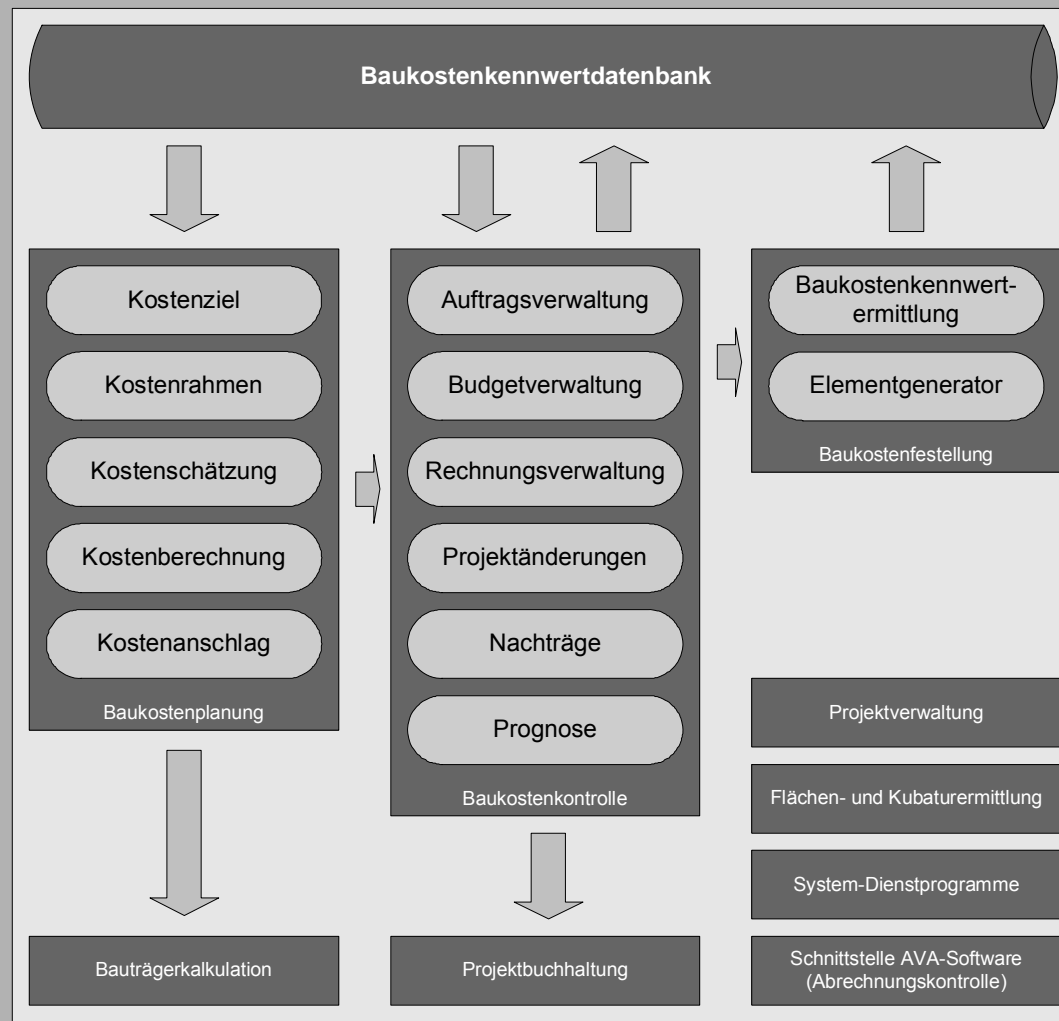 Baukostenkennwertdatenbank
Kostenziel
Kostenrahmen
Kostenschätzung
Kostenberechnung
Kostenanschlag
Baukostenplanung
Auftragsverwaltung
Budgetverwaltung
Rechnungsverwaltung
Projektänderungen
Nachträge
Prognose
Baukostenkontrolle
Baukostenkennwert-
ermittlung
Elementgenerator
Baukostenfestellung
Projektverwaltung
Flächen- und Kubaturermittlung
System-Dienstprogramme
Bauträgerkalkulation
Projektbuchhaltung
Schnittstelle AVA-Software
(Abrechnungskontrolle)